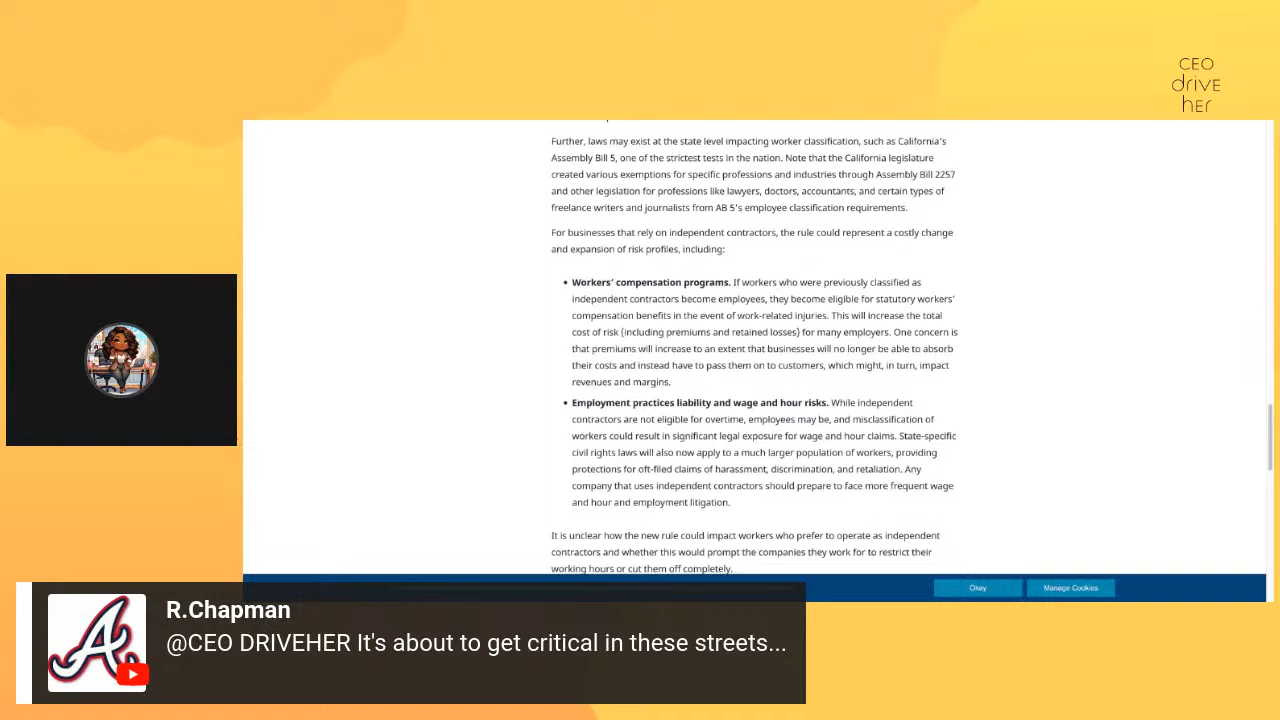 CEO
drivE
hEr
Further, laws may exist at the state level impacting worker classification, such as California's
Assembly Bill 5, one of the strictest tests in the nation. Note that the California legislature
created various exemptions for specific professions and industries through Assembly Bill 2257
and other legislation for professions like lawyers, doctors, accountants, and certain types of
freelance writers and journalists from AB 5's employee classification requirements.
For businesses that rely on independent contractors, the rule could represent a costly change
and expansion of risk profiles, including:
• Workers' compensation programs. If workers who were previously classified as
independent contractors become employees, they become eligible for statutory workers'
compensation benefits in the event of work-related injuries. This will increase the total
cost of risk (including premiums and retained losses) for many employers. One concern is
that premiums will increase to an extent that businesses will no longer be able to absorb
their costs and instead have to pass them on to customers, which might, in turn, impact
revenues and margins.
• Employment practices liability and wage and hour risks. While independent
contractors are not eligible for overtime, employees may be, and misclassification of
workers could result in significant legal exposure for wage and hour claims. State-specific
civil rights laws will also now apply to a much larger population of workers, providing
protections for oft-filed claims of harassment, discrimination, and retaliation. Any
company that uses independent contractors should prepare to face more frequent wage
and hour and employment litigation.
It is unclear how the new rule could impact workers who prefer to operate as independent
contractors and whether this would prompt the companies they work for to restrict their
working hours or cut them off completely.
Okey
Manage Cookies
A
R.Chapman
@CEO DRIVEHER It's about to get critical in these streets...